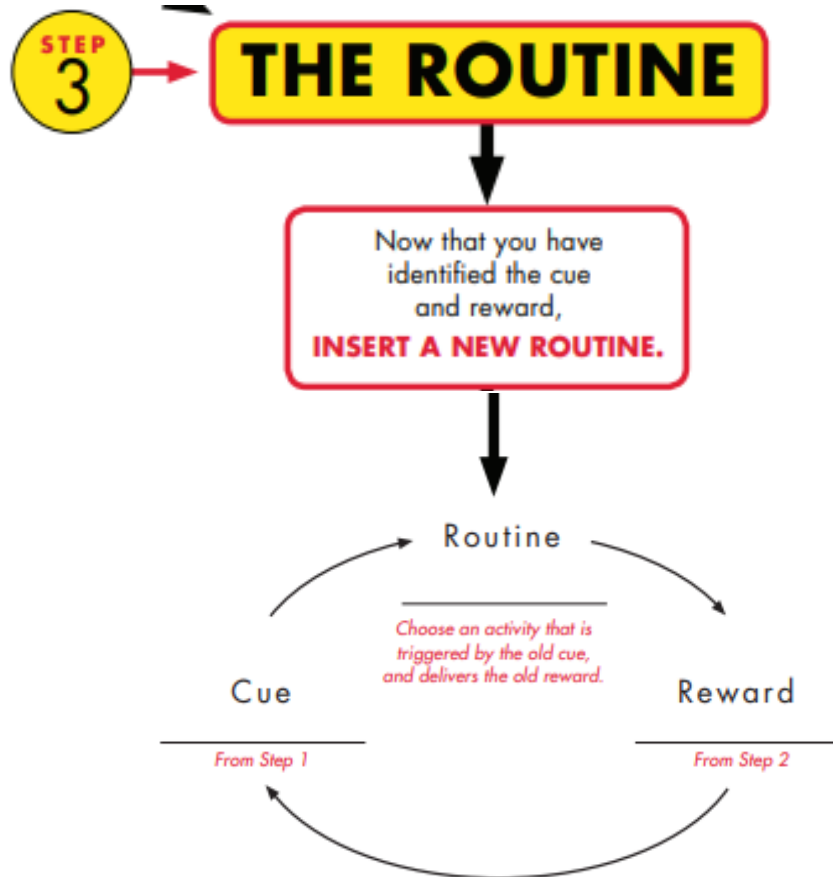 STEP
3
THE ROUTINE
Now that you have
identified the cue
and reward,
INSERT A NEW ROUTINE.
Routine
Choose an activity that is
triggered by the old cue,
and delivers the old reward.
Cue
From Step 1
Reward
From Step 2